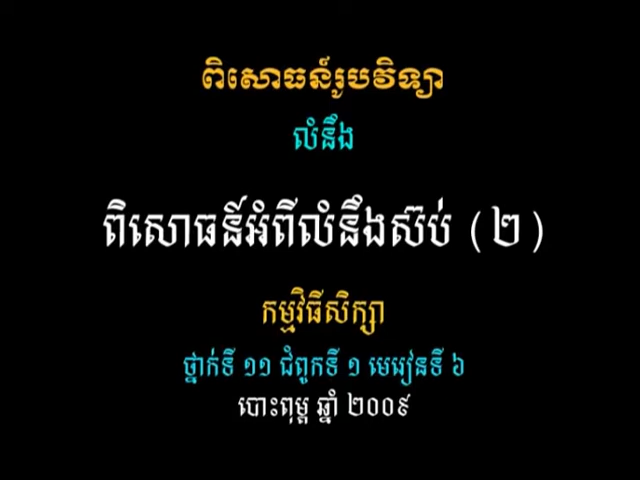 ពិសោធន៍រូបវិទ្យា
លំនឹង
ពិសោធន៍អំពីលំនឹងស៊ប់ (២)
កម្មវិធីសិក្សា
ថ្នាក់ទី ១១ ជំពូកទី ១ មេរៀនទី ៦
បោះពុម្ព ឆ្នាំ ២០០៩